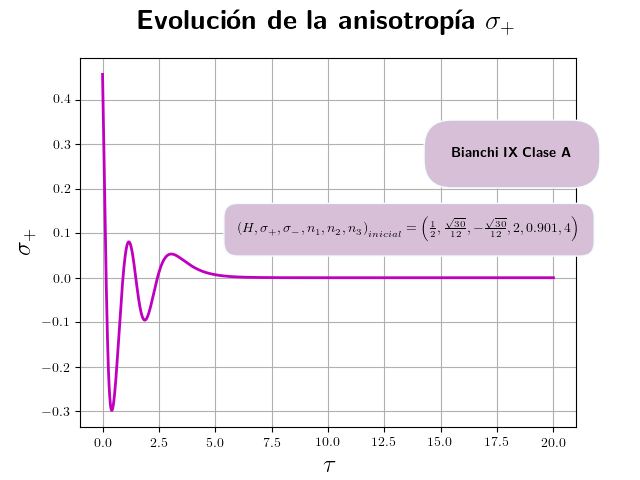 Evolución de la anisotropía σ₊
σ₊
0.4
0.3
0.2
0.1
0.0
−0.1
−0.2
−0.3
Bianchi IX Clase A
(H, σ₊, σ₋, n₁, n₂, n₃)_inicial = (1/2, √30/12, −√30/12, 2, 0.901, 4)
0.0 2.5 5.0 7.5 10.0 12.5 15.0 17.5 20.0
τ